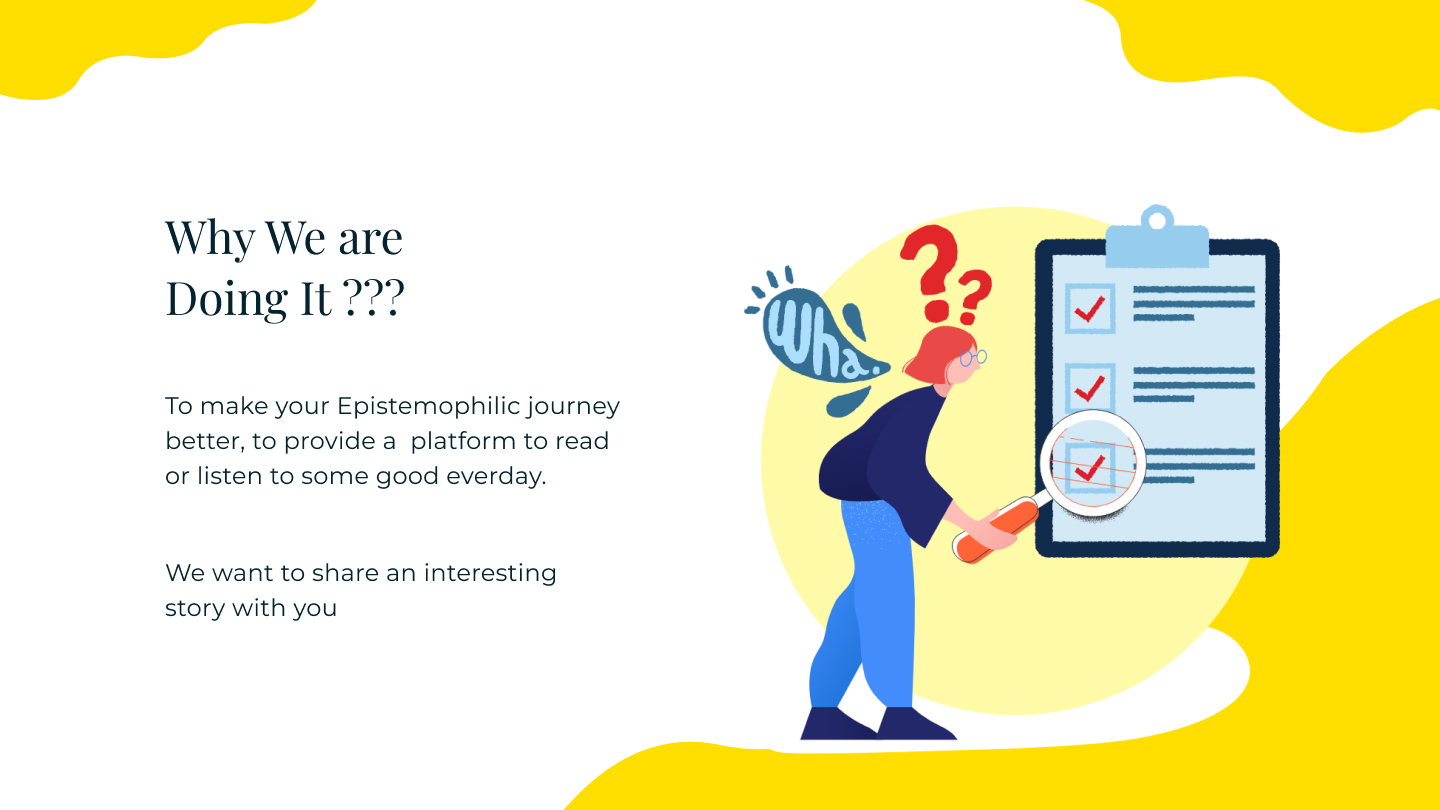 Why We are
Doing It ???
To make your Epistemophilic journey
better, to provide a  platform to read
or listen to some good everday.
We want to share an interesting
story with you
??
Wha.